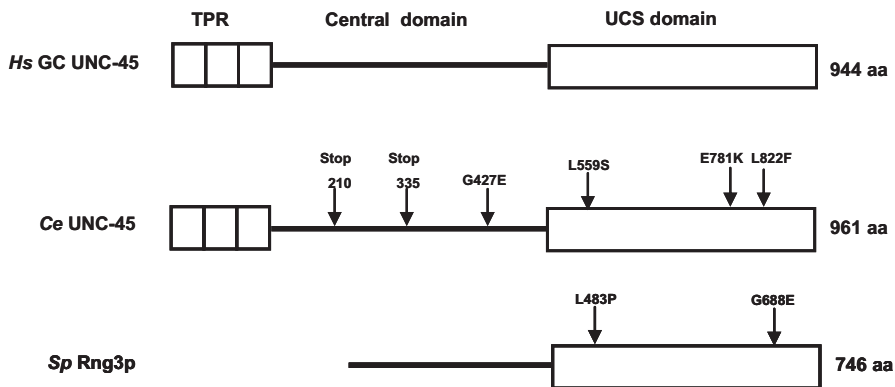 TPR Central domain UCS domain
Hs GC UNC-45 944 aa
Stop Stop G427E L559S E781K L822F
210 335
Ce UNC-45 961 aa
L483P G688E
Sp Rng3p 746 aa